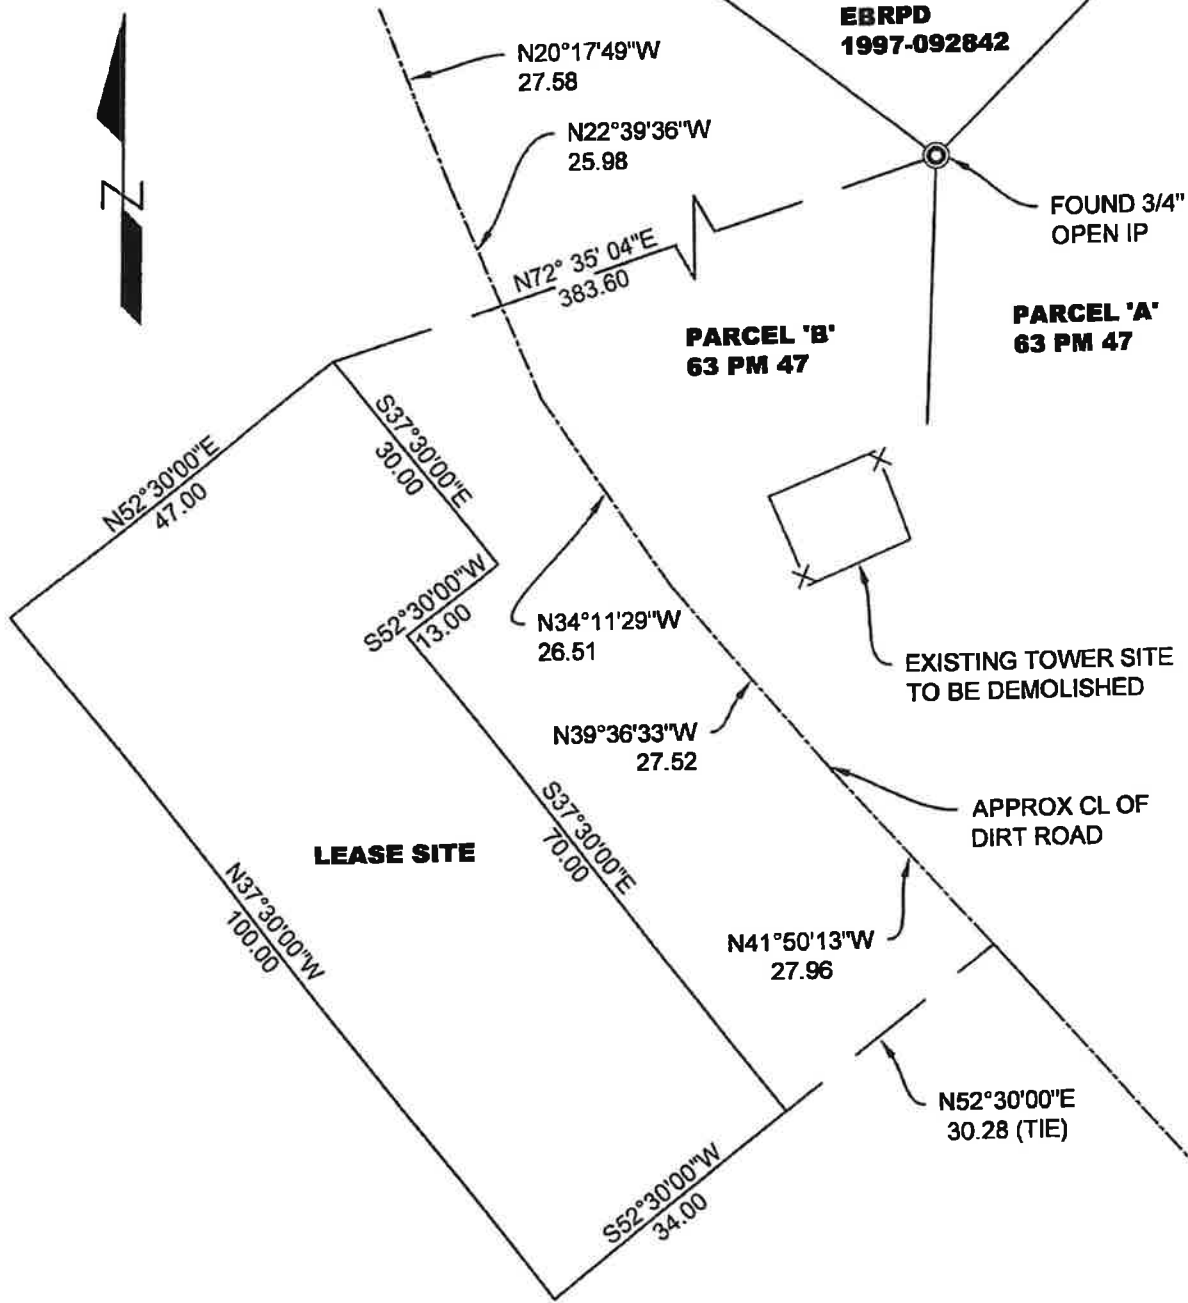 EBRPD
1997-092842
N20°17'49"W
27.58
N22°39'36"W
25.98
Z
FOUND 3/4"
OPEN IP
N72° 35' 04"E
383.60
PARCEL 'B'
63 PM 47
PARCEL 'A'
63 PM 47
S37°30'00"E
30.00
N52°30'00"E
47.00
S52°30'00"W
13.00
N34°11'29"W
26.51
EXISTING TOWER SITE
TO BE DEMOLISHED
N39°36'33"W
27.52
APPROX CL OF
DIRT ROAD
S37°30'00"E
70.00
LEASE SITE
N37°30'00"W
100.00
N41°50'13"W
27.96
N52°30'00"E
30.28 (TIE)
S52°30'00"W
34.00